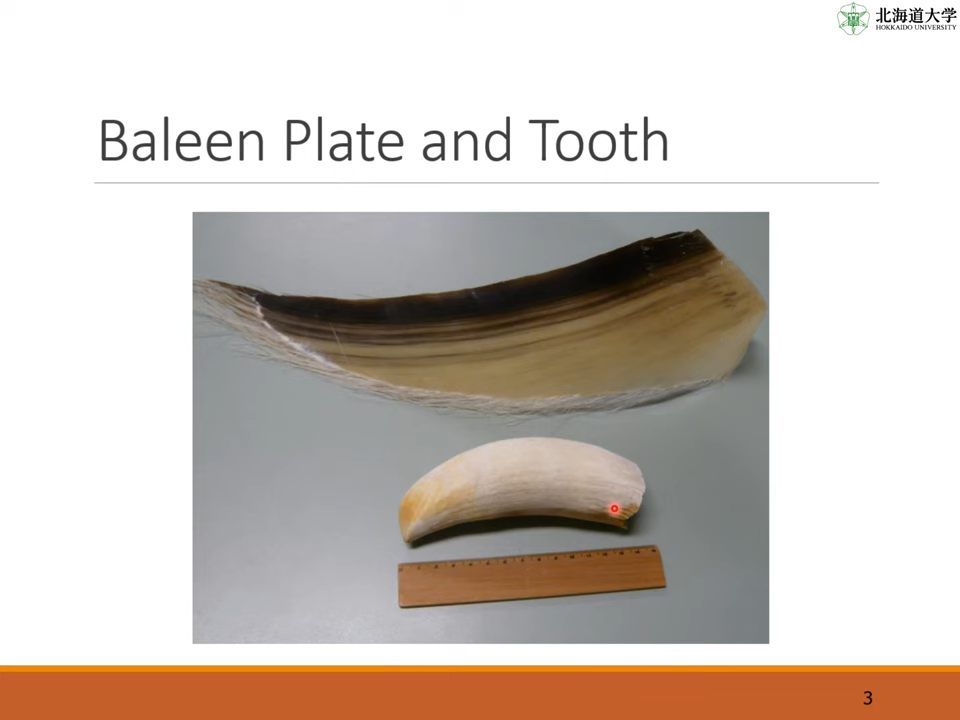 北海道大学
HOKKAIDO UNIVERSITY
Baleen Plate and Tooth
3